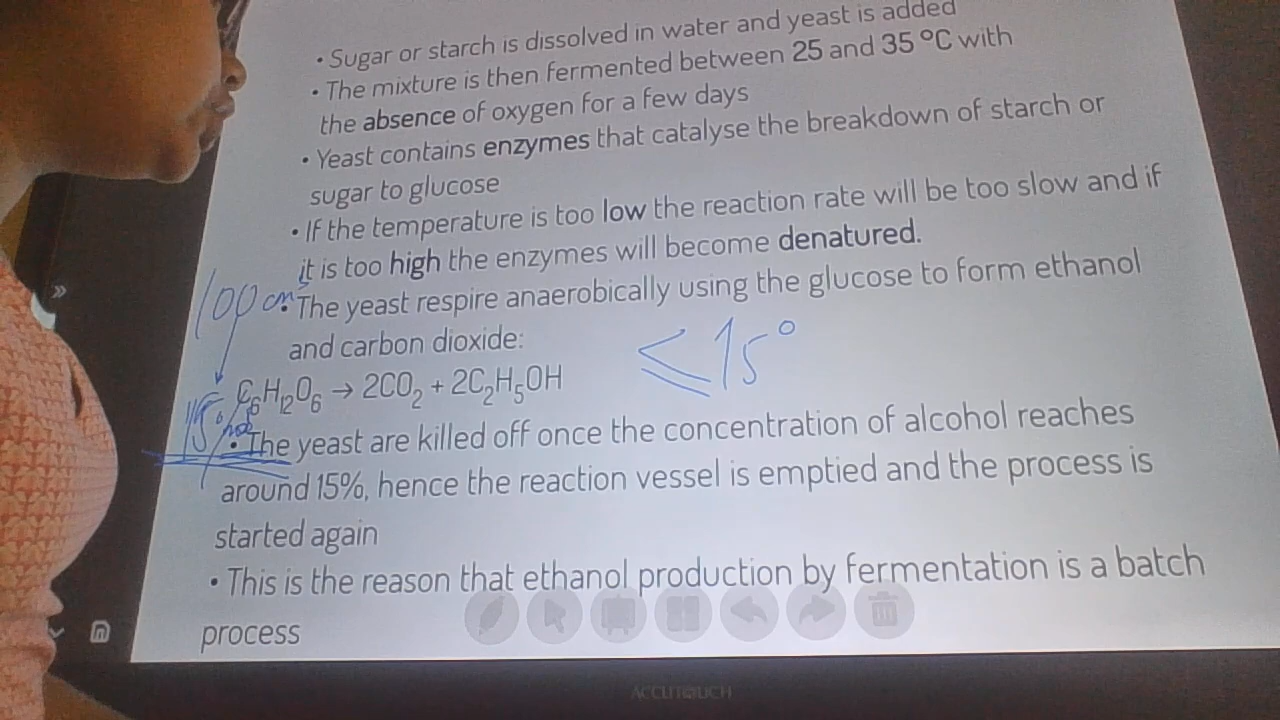 • Sugar or starch is dissolved in water and yeast is added
• The mixture is then fermented between 25 and 35 °C with
the absence of oxygen for a few days
• Yeast contains enzymes that catalyse the breakdown of starch or
sugar to glucose
• If the temperature is too low the reaction rate will be too slow and if
it is too high the enzymes will become denatured.
100 cm³
• The yeast respire anaerobically using the glucose to form ethanol
and carbon dioxide:
≤ 15°
C₆H₁₂O₆ → 2CO₂ + 2C₂H₅OH
15
• The yeast are killed off once the concentration of alcohol reaches
around 15%, hence the reaction vessel is emptied and the process is
started again
• This is the reason that ethanol production by fermentation is a batch
process
ACCUTOUCH